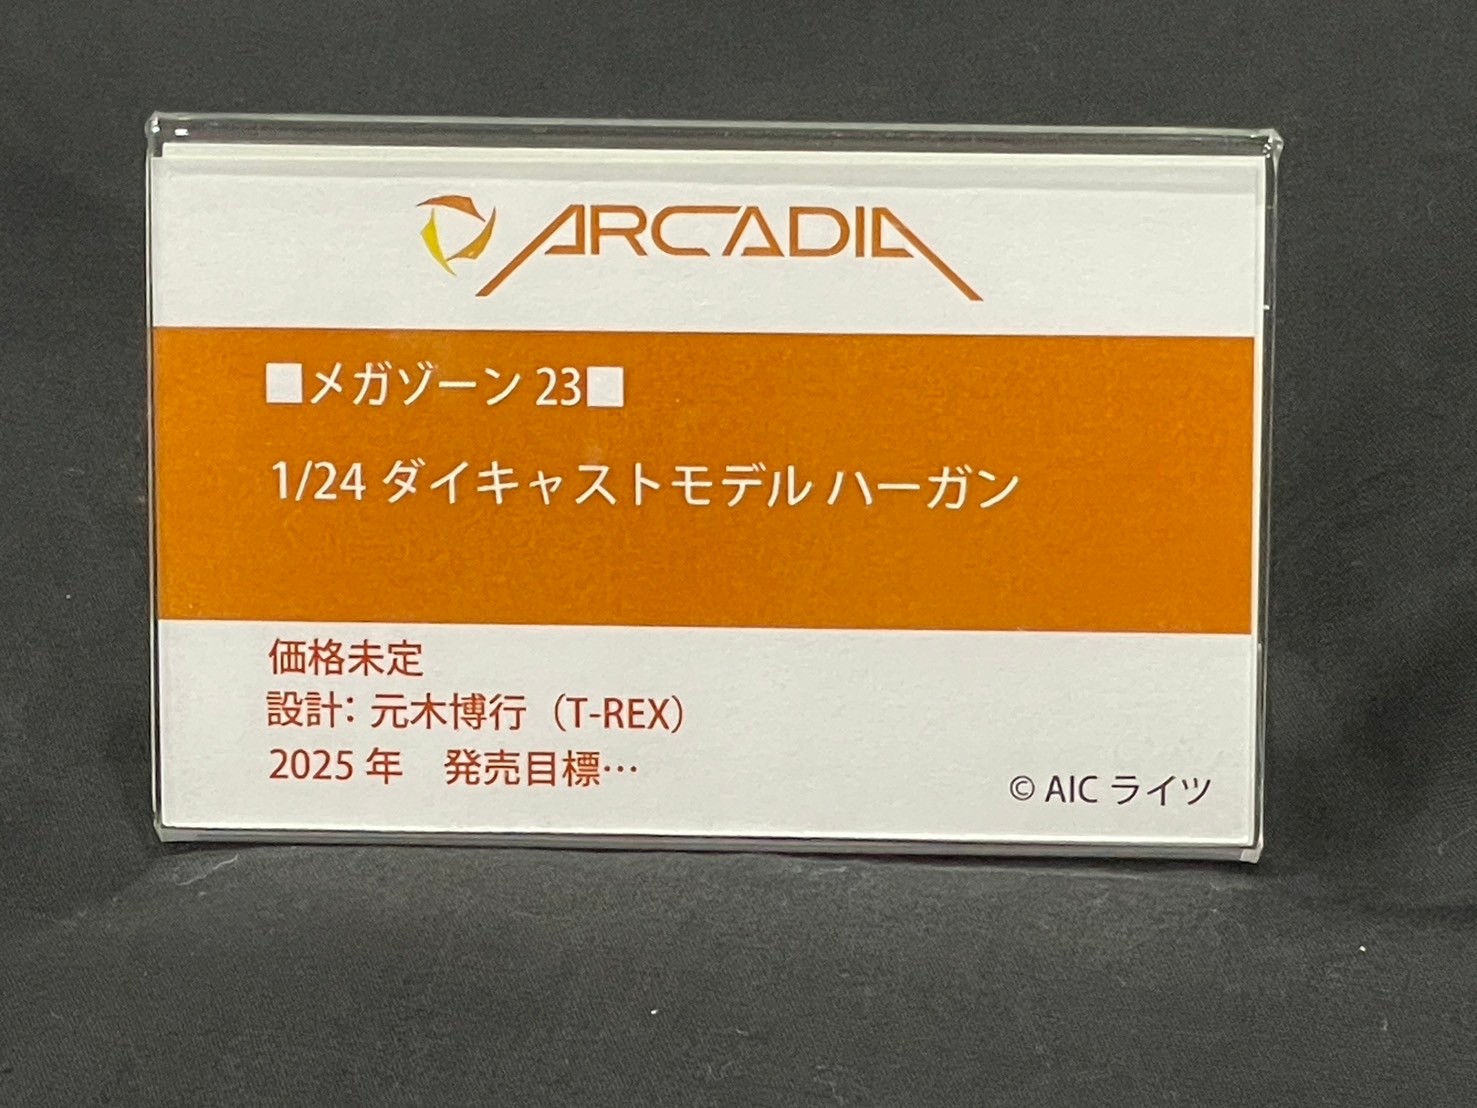 ARCADIA
■メガゾーン 23■
1/24 ダイキャストモデル ハーガン
価格未定
設計：元木博行（T-REX）
2025 年　発売目標…
© AIC ライツ